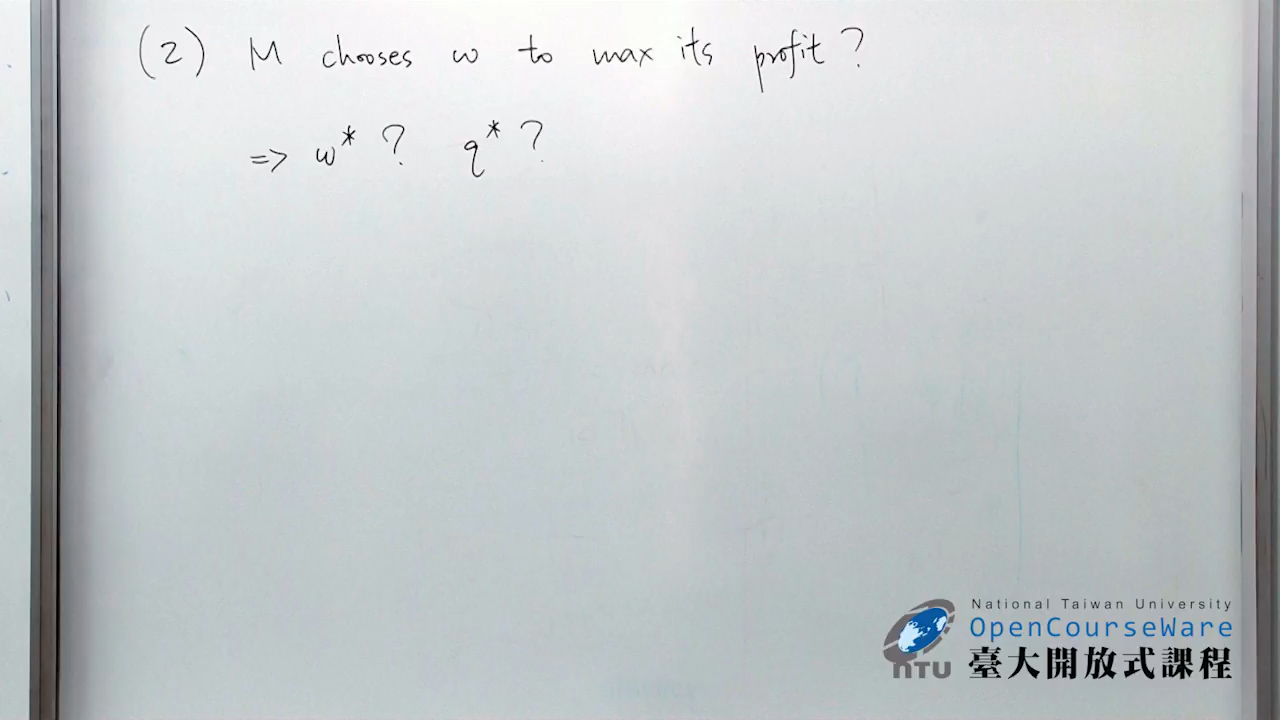 (2) M chooses w to max its profit ?
=> w* ? q* ?
National Taiwan University
OpenCourseWare
臺大開放式課程
NTU